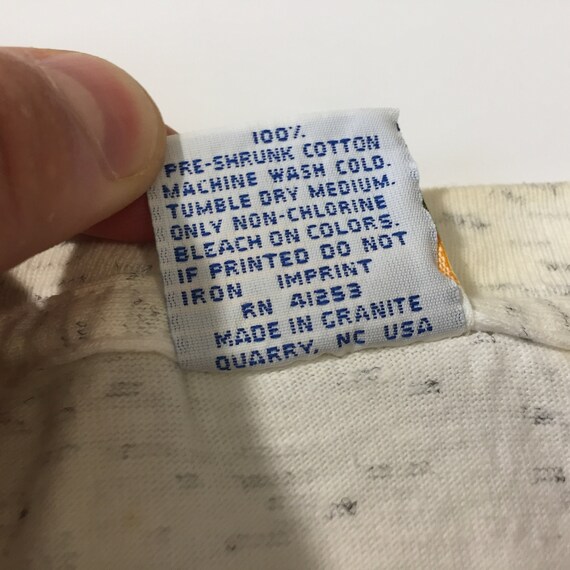 100%
PRE-SHRUNK COTTON
MACHINE WASH COLD.
TUMBLE DRY MEDIUM.
ONLY NON-CHLORINE
BLEACH ON COLORS.
IF PRINTED DO NOT
IRON IMPRINT
RN 41253
MADE IN GRANITE
QUARRY, NC USA